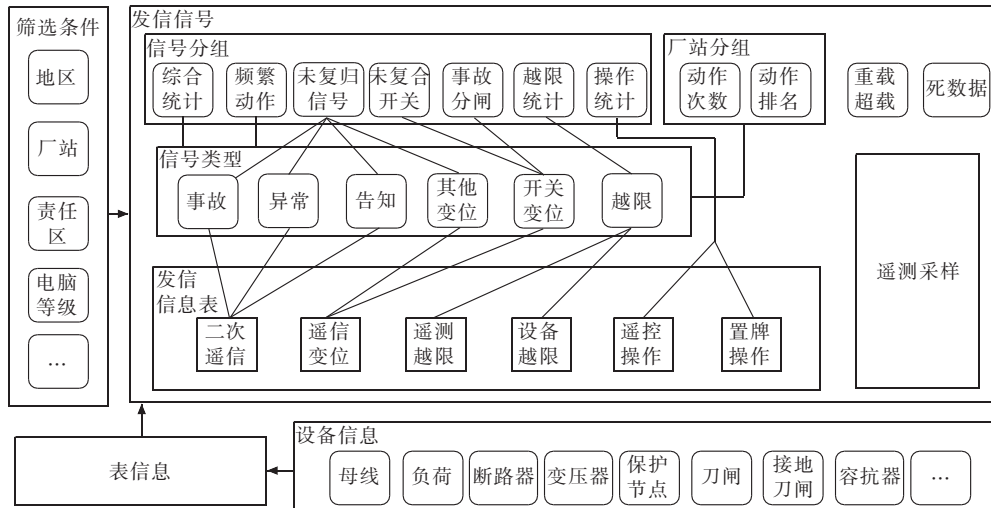 筛选条件
地区
厂站
责任
区
电脑
等级
…
发信信号
信号分组
综合
统计
频繁
动作
未复归
信号
未复合
开关
事故
分闸
越限
统计
操作
统计
厂站分组
动作
次数
动作
排名
重载
超载
死数据
信号类型
事故
异常
告知
其他
变位
开关
变位
越限
遥测采样
发信
信息表
二次
遥信
遥信
变位
遥测
越限
设备
越限
遥控
操作
置牌
操作
表信息
设备信息
母线
负荷
断路器
变压器
保护
节点
刀闸
接地
刀闸
容抗器
…